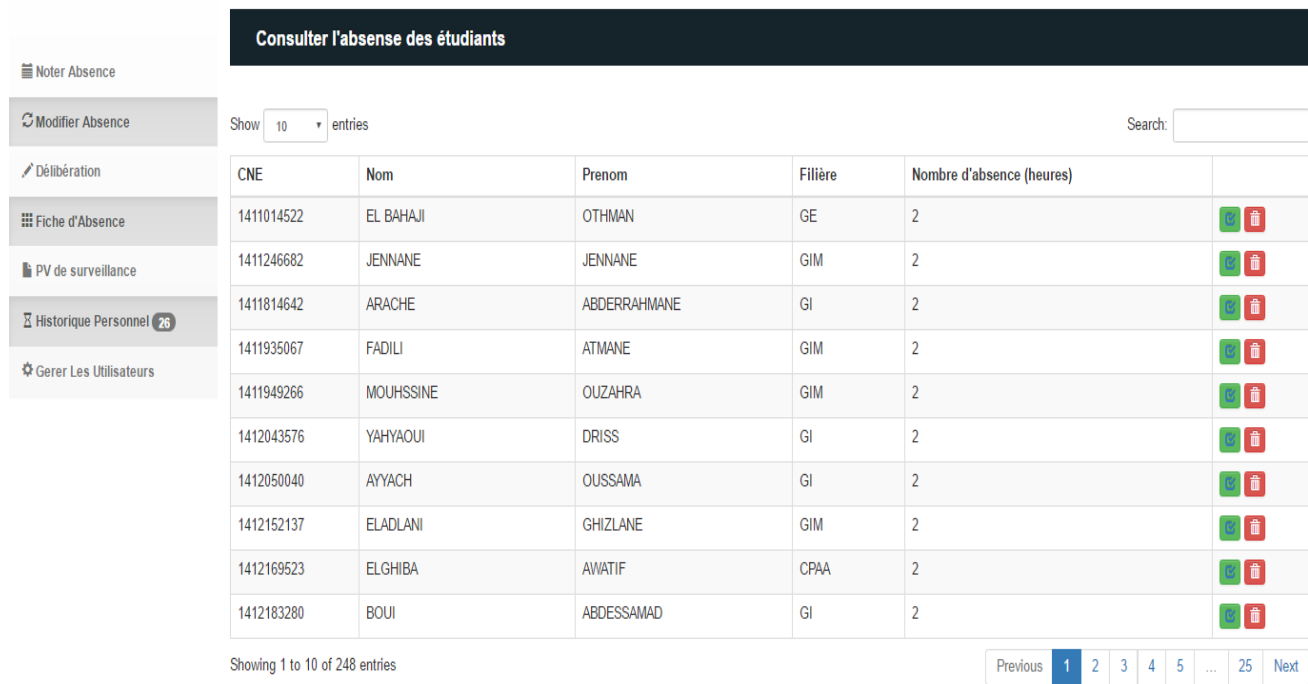 Consulter l'absense des étudiants
Noter Absence
Modifier Absence
Délibération
Fiche d'Absence
PV de surveillance
Historique Personnel 26
Gerer Les Utilisateurs
Show 10 entries Search:
CNE Nom Prenom Filière Nombre d'absence (heures)
1411014522 EL BAHAJI OTHMAN GE 2
1411246682 JENNANE JENNANE GIM 2
1411814642 ARACHE ABDERRAHMANE GI 2
1411935067 FADILI ATMANE GIM 2
1411949266 MOUHSSINE OUZAHRA GIM 2
1412043576 YAHYAOUI DRISS GI 2
1412050040 AYYACH OUSSAMA GI 2
1412152137 ELADLANI GHIZLANE GIM 2
1412169523 ELGHIBA AWATIF CPAA 2
1412183280 BOUI ABDESSAMAD GI 2
Showing 1 to 10 of 248 entries Previous 1 2 3 4 5 ... 25 Next